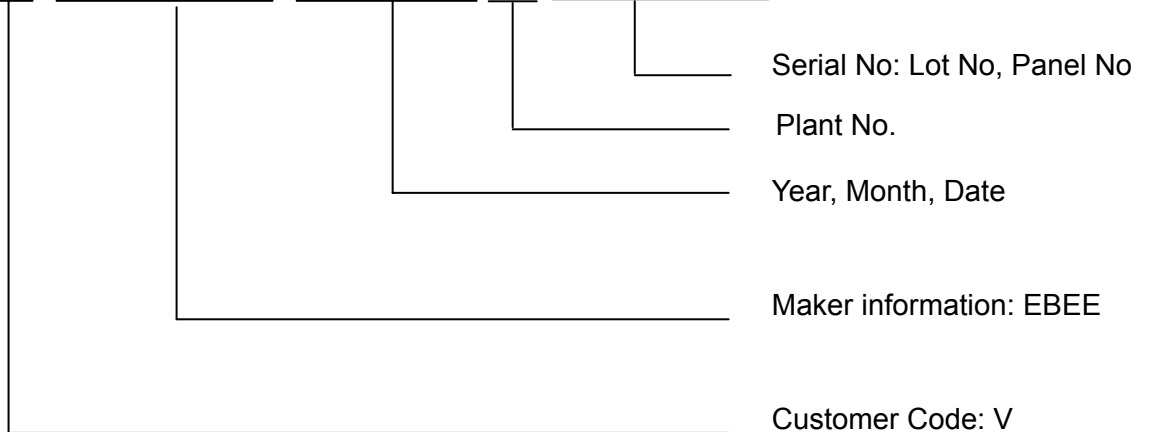 Serial No: Lot No, Panel No
Plant No.
Year, Month, Date
Maker information: EBEE
Customer Code: V